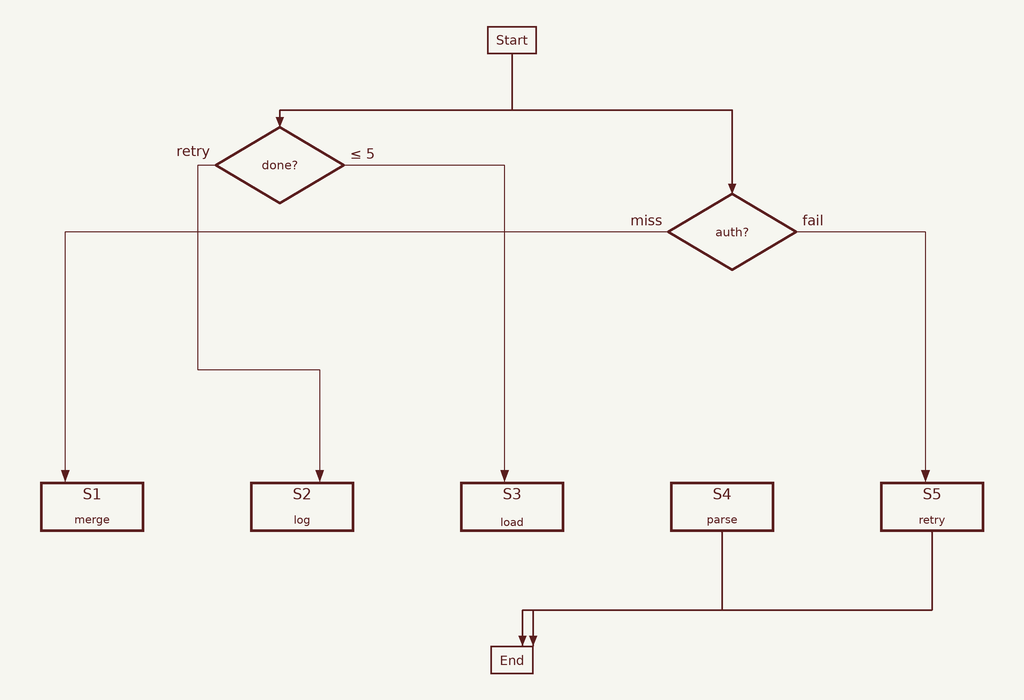 Start
retry
≤ 5
done?
miss
fail
auth?
S1
merge
S2
log
S3
load
S4
parse
S5
retry
End